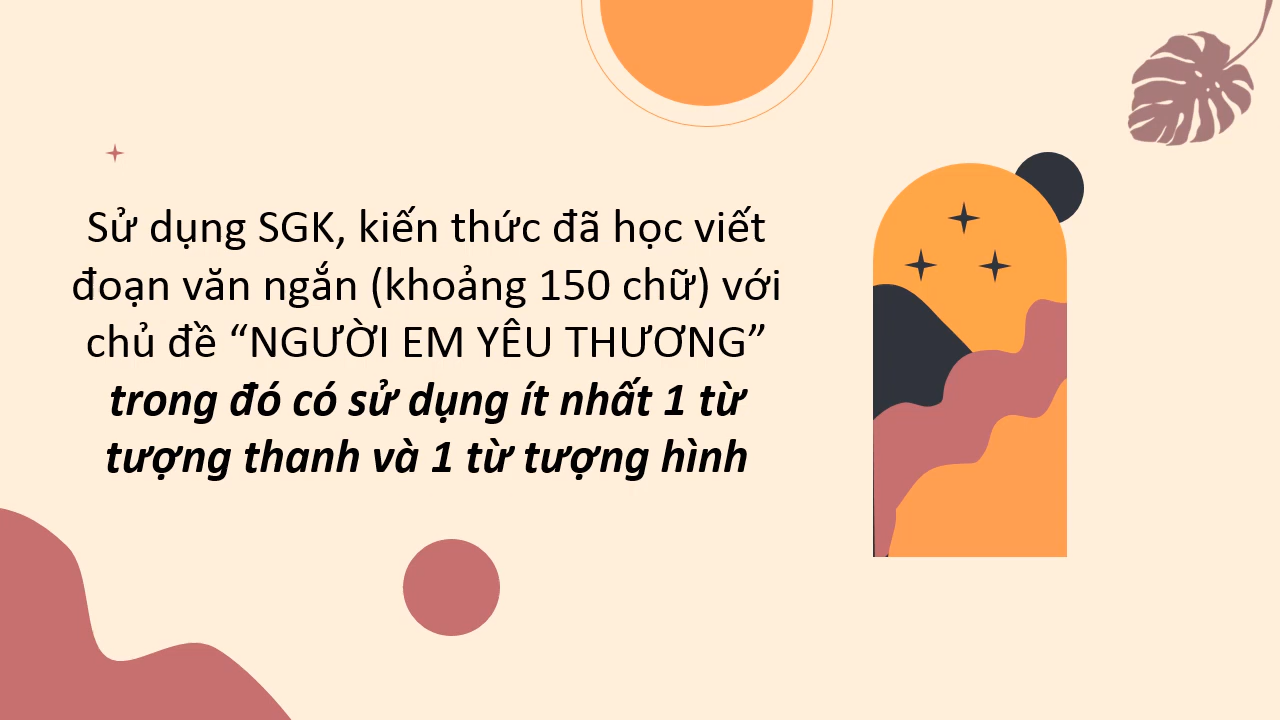 Sử dụng SGK, kiến thức đã học viết
đoạn văn ngắn (khoảng 150 chữ) với
chủ đề “NGƯỜI EM YÊU THƯƠNG”
trong đó có sử dụng ít nhất 1 từ
tượng thanh và 1 từ tượng hình